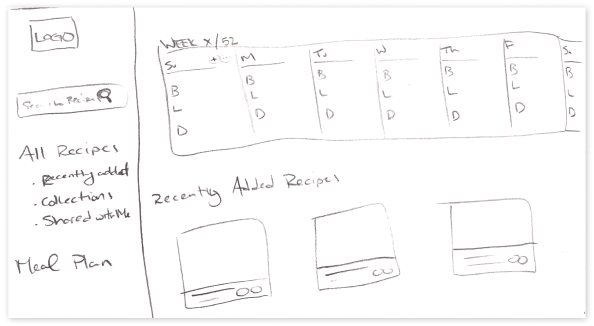 LOGO
Search Recipes
All Recipes
• Recently added
• Collections
• Shared with Me
Meal Plan
WEEK X/52
Su M Tu W Th F Sa
B B B B B B B
L L L L L L L
D D D D D D D
Recently Added Recipes